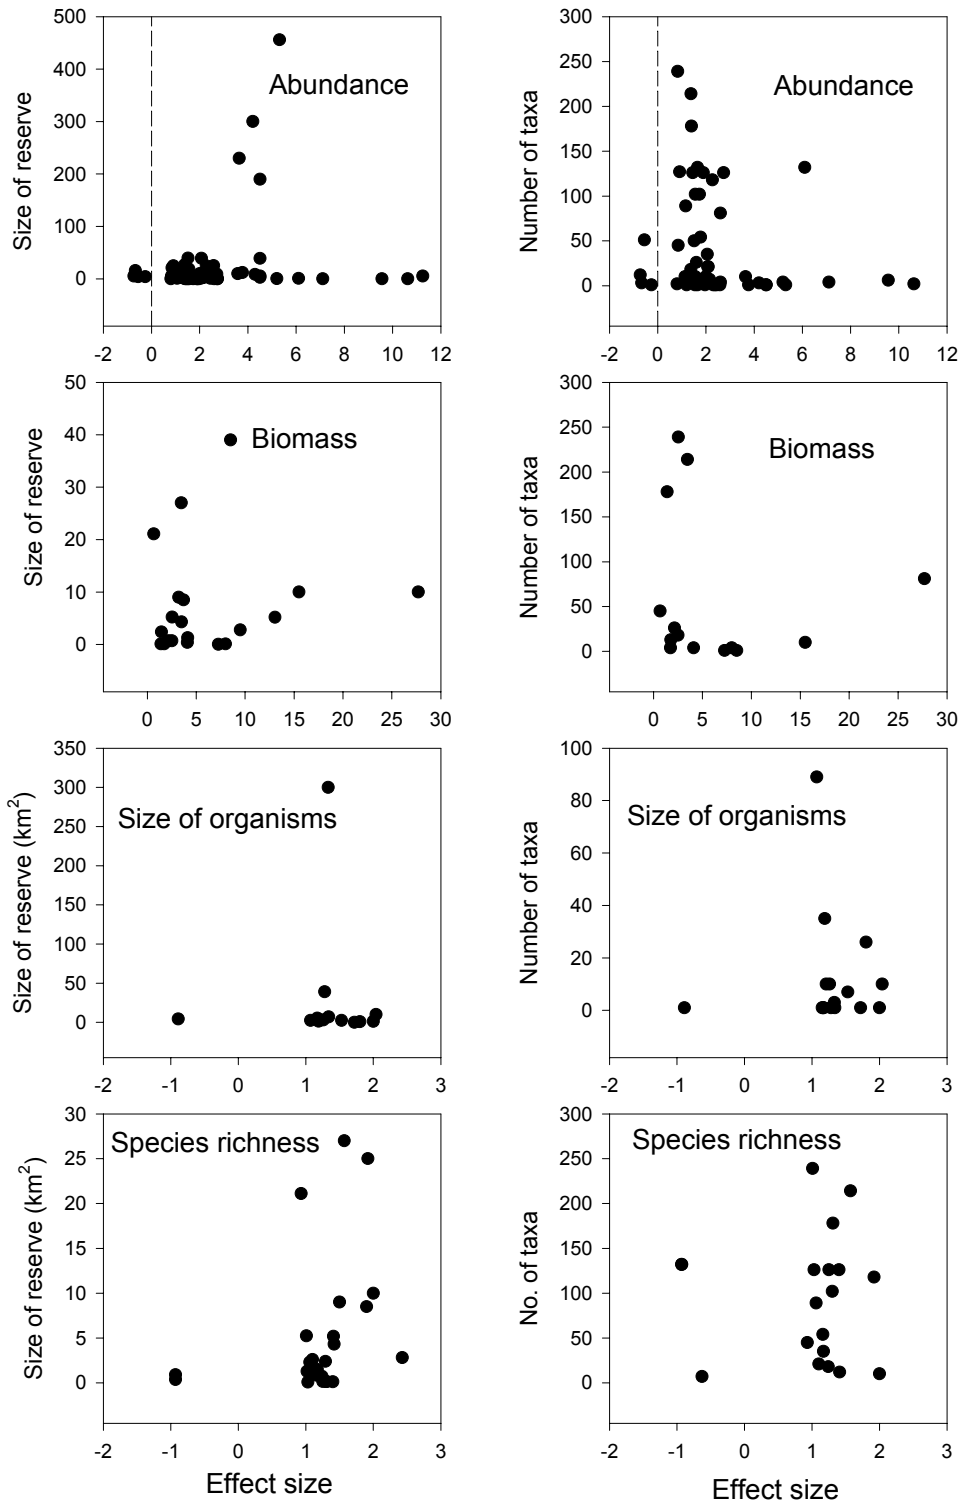 500
400
300
200
100
0
Size of reserve
Abundance
-2 0 2 4 6 8 10 12
300
250
200
150
100
50
0
Number of taxa
Abundance
-2 0 2 4 6 8 10 12
50
40
30
20
10
0
Size of reserve
Biomass
0 5 10 15 20 25 30
300
250
200
150
100
50
0
Number of taxa
Biomass
0 5 10 15 20 25 30
350
300
250
200
150
100
50
0
Size of reserve (km²)
Size of organisms
-2 -1 0 1 2 3
100
80
60
40
20
0
Number of taxa
Size of organisms
-2 -1 0 1 2 3
30
25
20
15
10
5
0
Size of reserve (km²)
Species richness
-2 -1 0 1 2 3
Effect size
300
250
200
150
100
50
0
No. of taxa
Species richness
-2 -1 0 1 2 3
Effect size